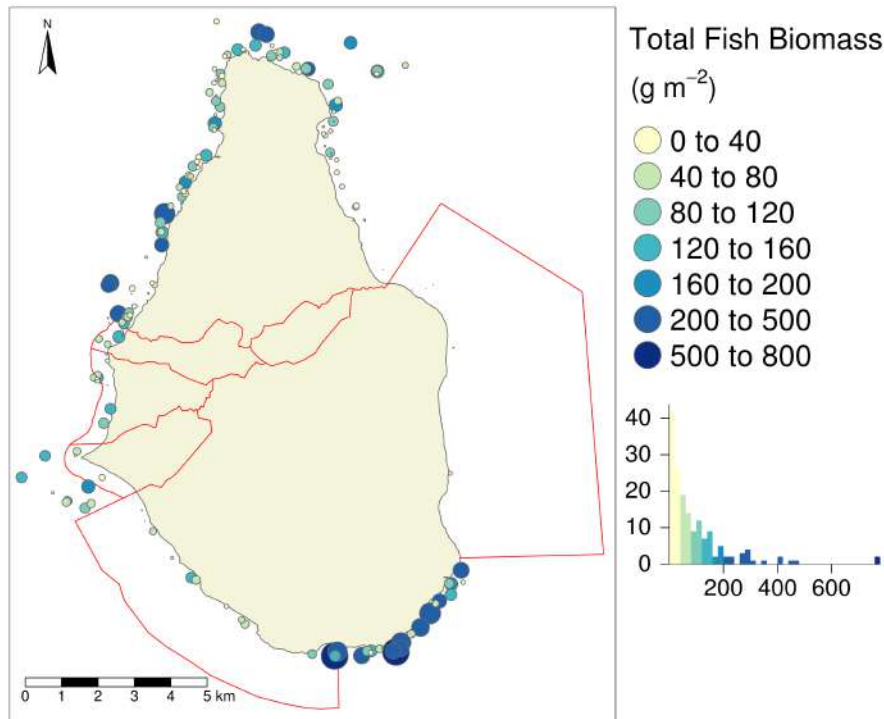 N
Total Fish Biomass
(g m⁻²)
0 to 40
40 to 80
80 to 120
120 to 160
160 to 200
200 to 500
500 to 800
40
30
20
10
0
200 400 600
0 1 2 3 4 5 km